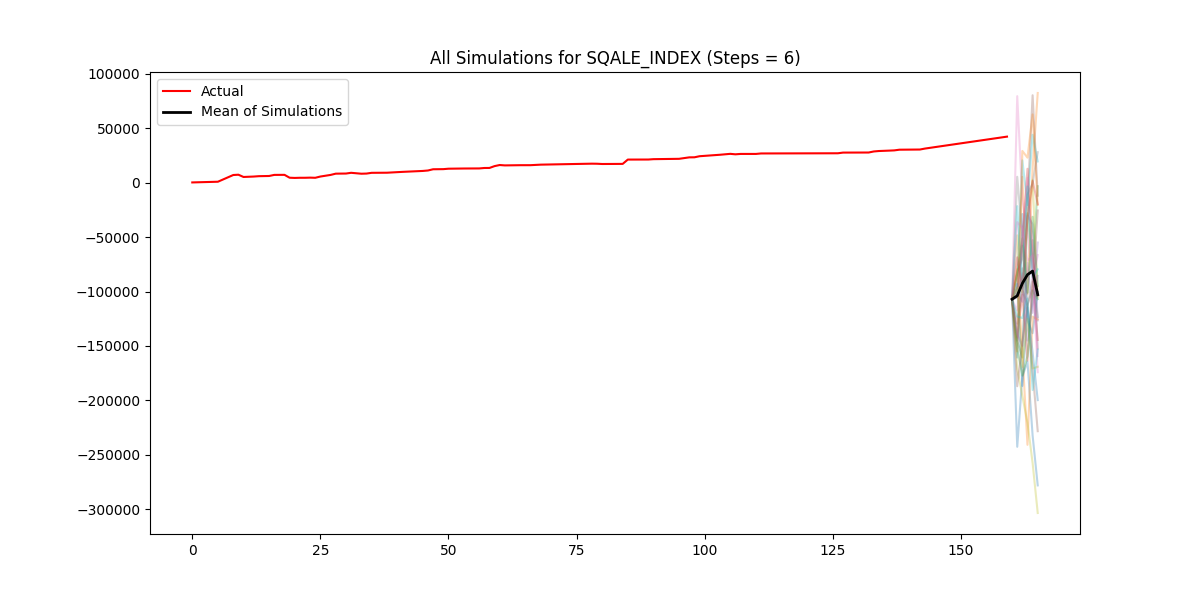 All Simulations for SQALE_INDEX (Steps = 6)
Actual
Mean of Simulations
100000
50000
0
−50000
−100000
−150000
−200000
−250000
−300000
0 25 50 75 100 125 150